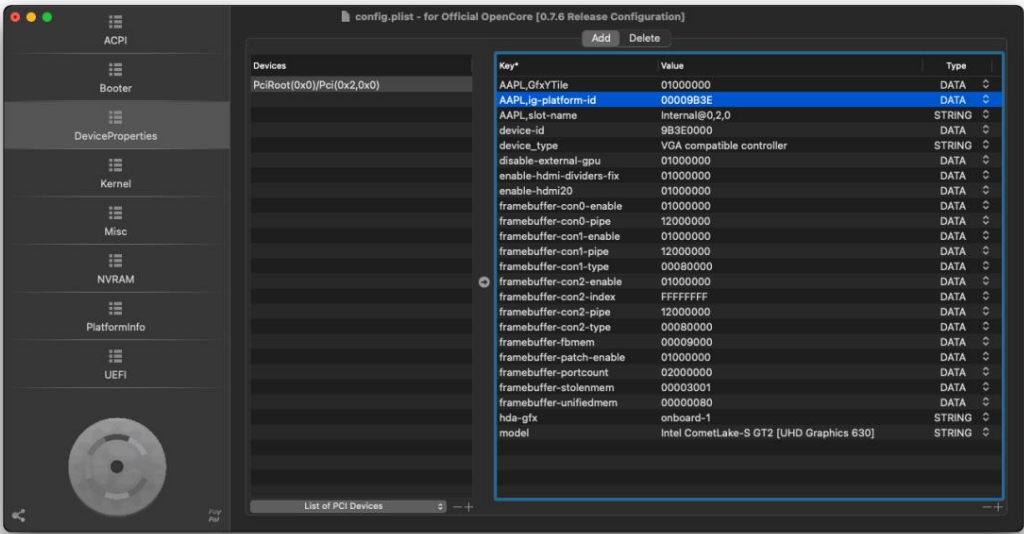 config.plist - for Official OpenCore [0.7.6 Release Configuration]
ACPI
Booter
DeviceProperties
Kernel
Misc
NVRAM
PlatformInfo
UEFI
Add Delete
Devices
PciRoot(0x0)/Pci(0x2,0x0)
List of PCI Devices
Key* Value Type
AAPL,GfxYTile 01000000 DATA
AAPL,ig-platform-id 00009B3E DATA
AAPL,slot-name Internal@0,2,0 STRING
device-id 9B3E0000 DATA
device_type VGA compatible controller STRING
disable-external-gpu 01000000 DATA
enable-hdmi-dividers-fix 01000000 DATA
enable-hdmi20 01000000 DATA
framebuffer-con0-enable 01000000 DATA
framebuffer-con0-pipe 12000000 DATA
framebuffer-con1-enable 01000000 DATA
framebuffer-con1-pipe 12000000 DATA
framebuffer-con1-type 00080000 DATA
framebuffer-con2-enable 01000000 DATA
framebuffer-con2-index FFFFFFFF DATA
framebuffer-con2-pipe 12000000 DATA
framebuffer-con2-type 00080000 DATA
framebuffer-fbmem 00009000 DATA
framebuffer-patch-enable 01000000 DATA
framebuffer-portcount 02000000 DATA
framebuffer-stolenmem 00003001 DATA
framebuffer-unifiedmem 00000080 DATA
hda-gfx onboard-1 STRING
model Intel CometLake-S GT2 [UHD Graphics 630] STRING
Pay
Pal